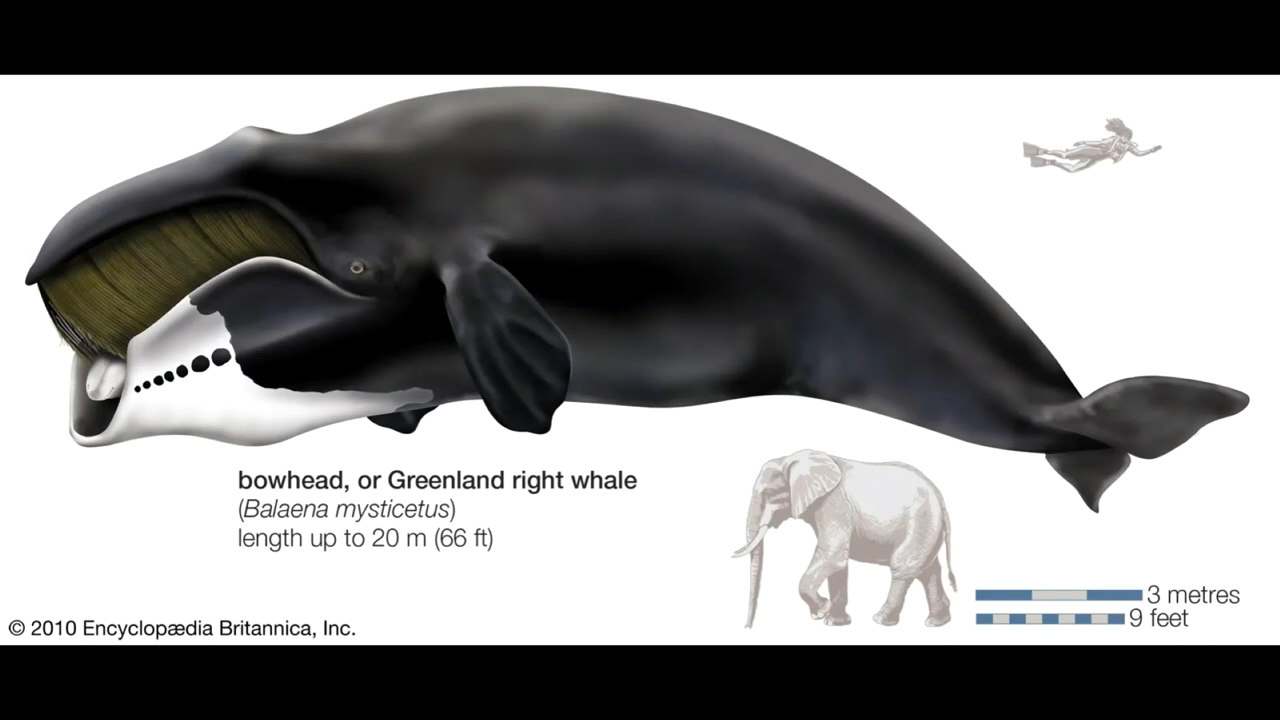 bowhead, or Greenland right whale
(Balaena mysticetus)
length up to 20 m (66 ft)
3 metres
9 feet
© 2010 Encyclopædia Britannica, Inc.